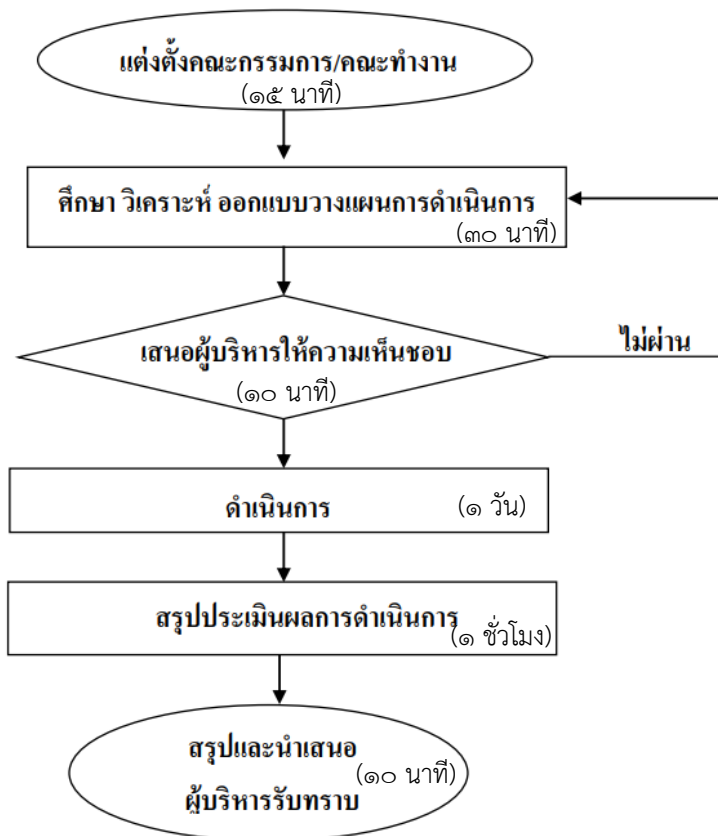 แต่งตั้งคณะกรรมการ/คณะทำงาน
(๑๕ นาที)
ศึกษา วิเคราะห์ ออกแบบวางแผนการดำเนินการ
(๓๐ นาที)
เสนอผู้บริหารให้ความเห็นชอบ
(๑๐ นาที)
ไม่ผ่าน
ดำเนินการ (๑ วัน)
สรุปประเมินผลการดำเนินการ
(๑ ชั่วโมง)
สรุปและนำเสนอ
(๑๐ นาที)
ผู้บริหารรับทราบ